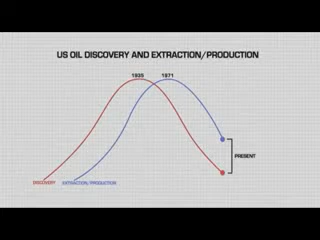 US OIL DISCOVERY AND EXTRACTION/PRODUCTION
1935 1971
PRESENT
DISCOVERY EXTRACTION/PRODUCTION